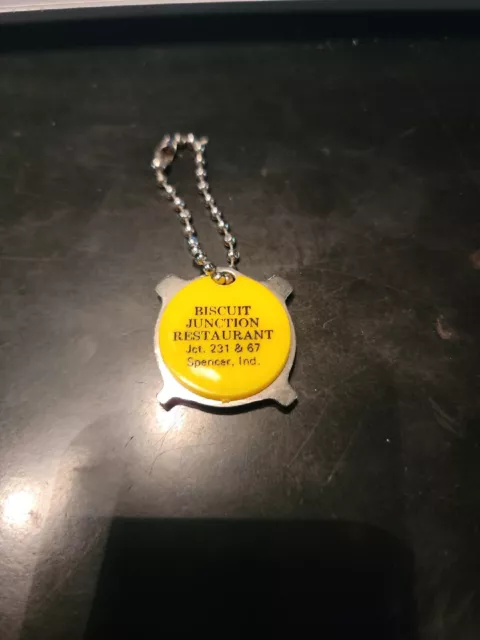 BISCUIT
JUNCTION
RESTAURANT
Jct. 231 & 67
Spencer, Ind.